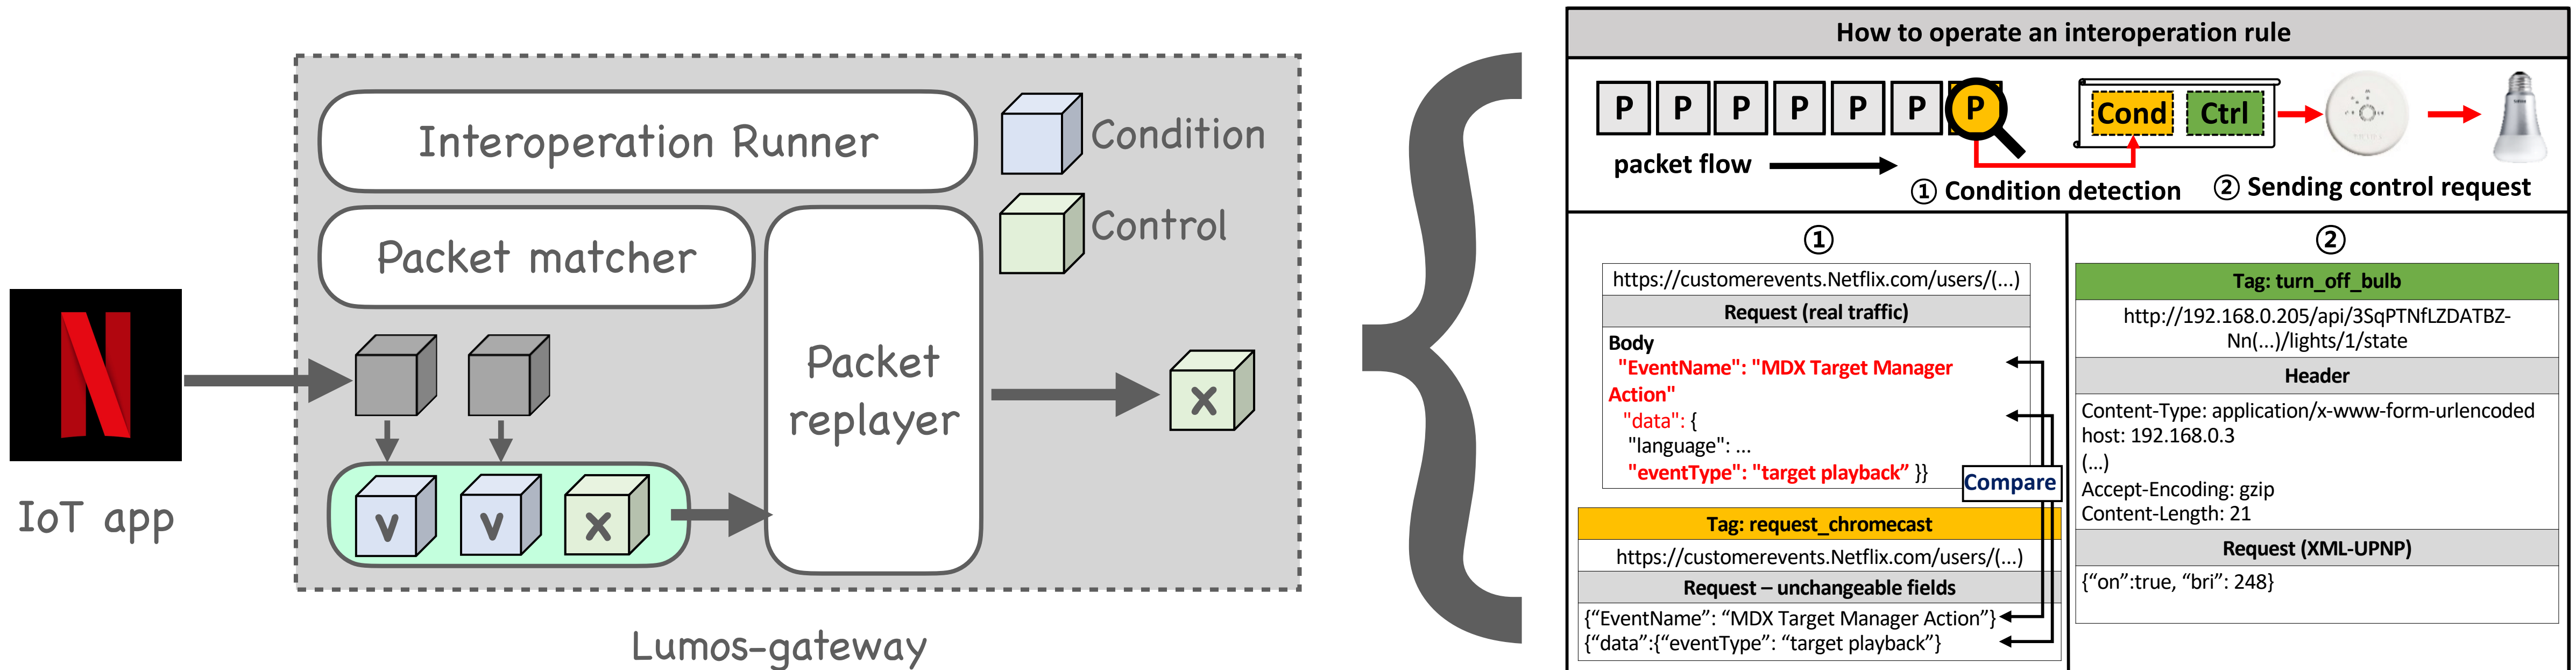 Interoperation Runner
Condition
Packet matcher
Control
Packet
replayer
x
v
v
x
IoT app
Lumos-gateway
How to operate an interoperation rule
P P P P P P P
Cond Ctrl
packet flow
① Condition detection
② Sending control request
①
https://customerevents.Netflix.com/users/(...)
Request (real traffic)
Body
"EventName": "MDX Target Manager
Action"
"data": {
"language": ...
"eventType": "target playback” }}
Compare
Tag: request_chromecast
https://customerevents.Netflix.com/users/(...)
Request – unchangeable fields
{“EventName”: “MDX Target Manager Action”}
{“data”:{“eventType”: “target playback”}
②
Tag: turn_off_bulb
http://192.168.0.205/api/3SqPTNfLZDATBZ-
Nn(...)/lights/1/state
Header
Content-Type: application/x-www-form-urlencoded
host: 192.168.0.3
(...)
Accept-Encoding: gzip
Content-Length: 21
Request (XML-UPNP)
{“on”:true, “bri”: 248}